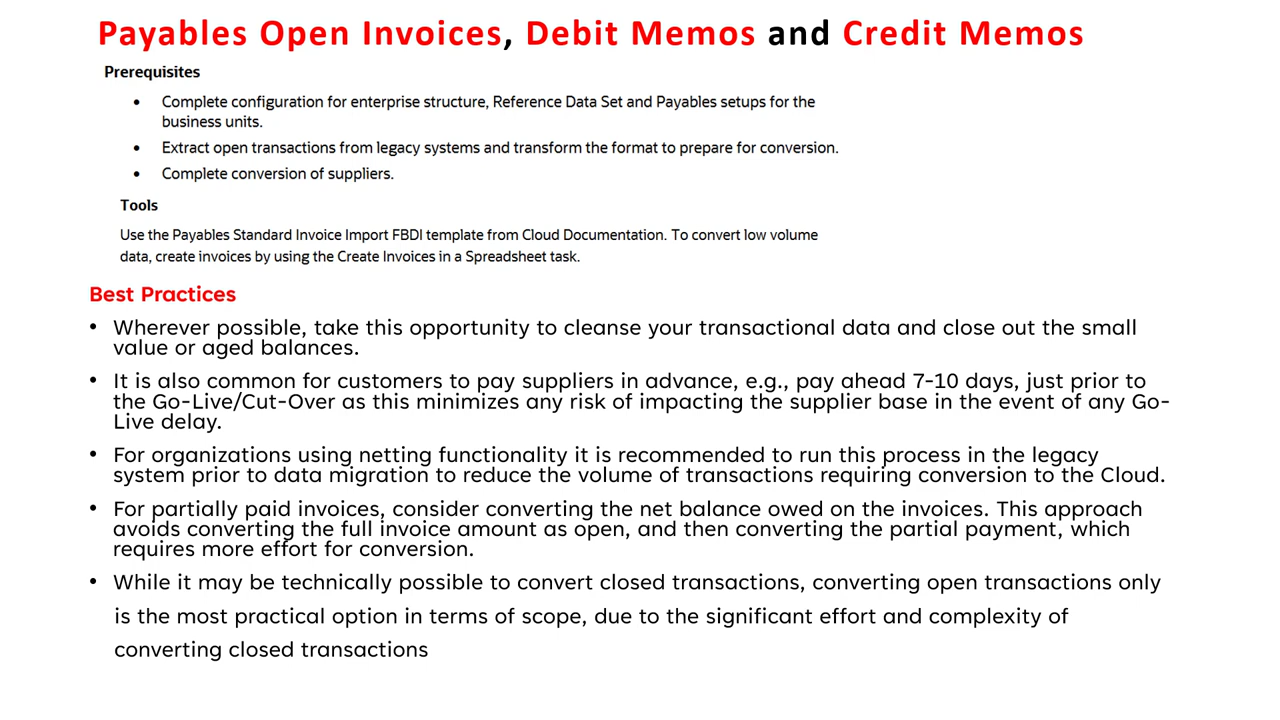 Payables Open Invoices, Debit Memos and Credit Memos
Prerequisites
• Complete configuration for enterprise structure, Reference Data Set and Payables setups for the
business units.
• Extract open transactions from legacy systems and transform the format to prepare for conversion.
• Complete conversion of suppliers.
Tools
Use the Payables Standard Invoice Import FBDI template from Cloud Documentation. To convert low volume
data, create invoices by using the Create Invoices in a Spreadsheet task.
Best Practices
• Wherever possible, take this opportunity to cleanse your transactional data and close out the small
value or aged balances.
• It is also common for customers to pay suppliers in advance, e.g., pay ahead 7-10 days, just prior to
the Go-Live/Cut-Over as this minimizes any risk of impacting the supplier base in the event of any Go-
Live delay.
• For organizations using netting functionality it is recommended to run this process in the legacy
system prior to data migration to reduce the volume of transactions requiring conversion to the Cloud.
• For partially paid invoices, consider converting the net balance owed on the invoices. This approach
avoids converting the full invoice amount as open, and then converting the partial payment, which
requires more effort for conversion.
• While it may be technically possible to convert closed transactions, converting open transactions only
is the most practical option in terms of scope, due to the significant effort and complexity of
converting closed transactions